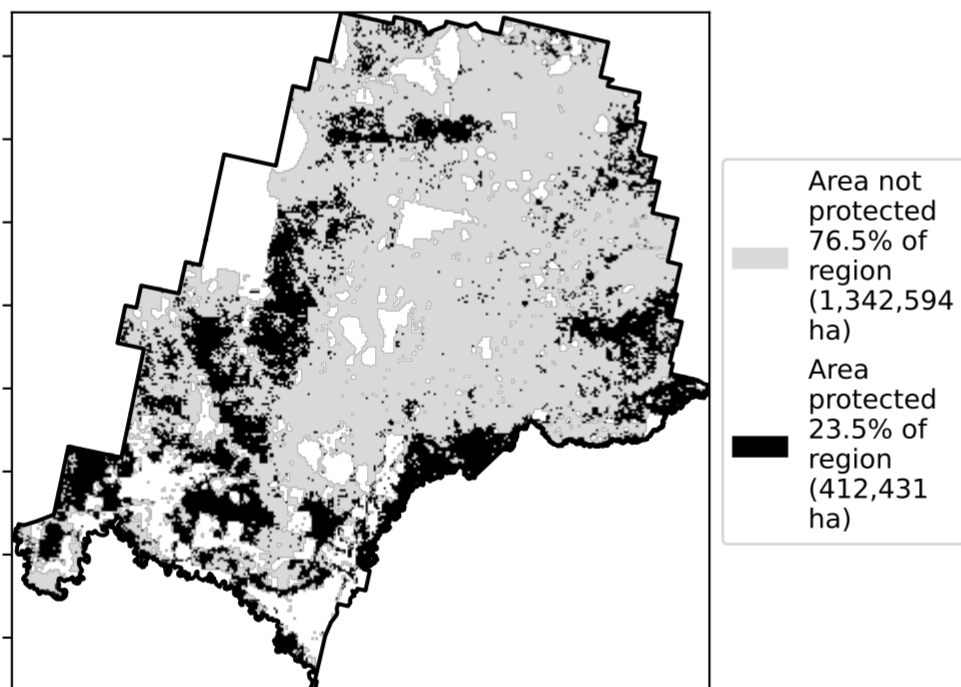 Area not
protected
76.5% of
region
(1,342,594
ha)
Area
protected
23.5% of
region
(412,431
ha)